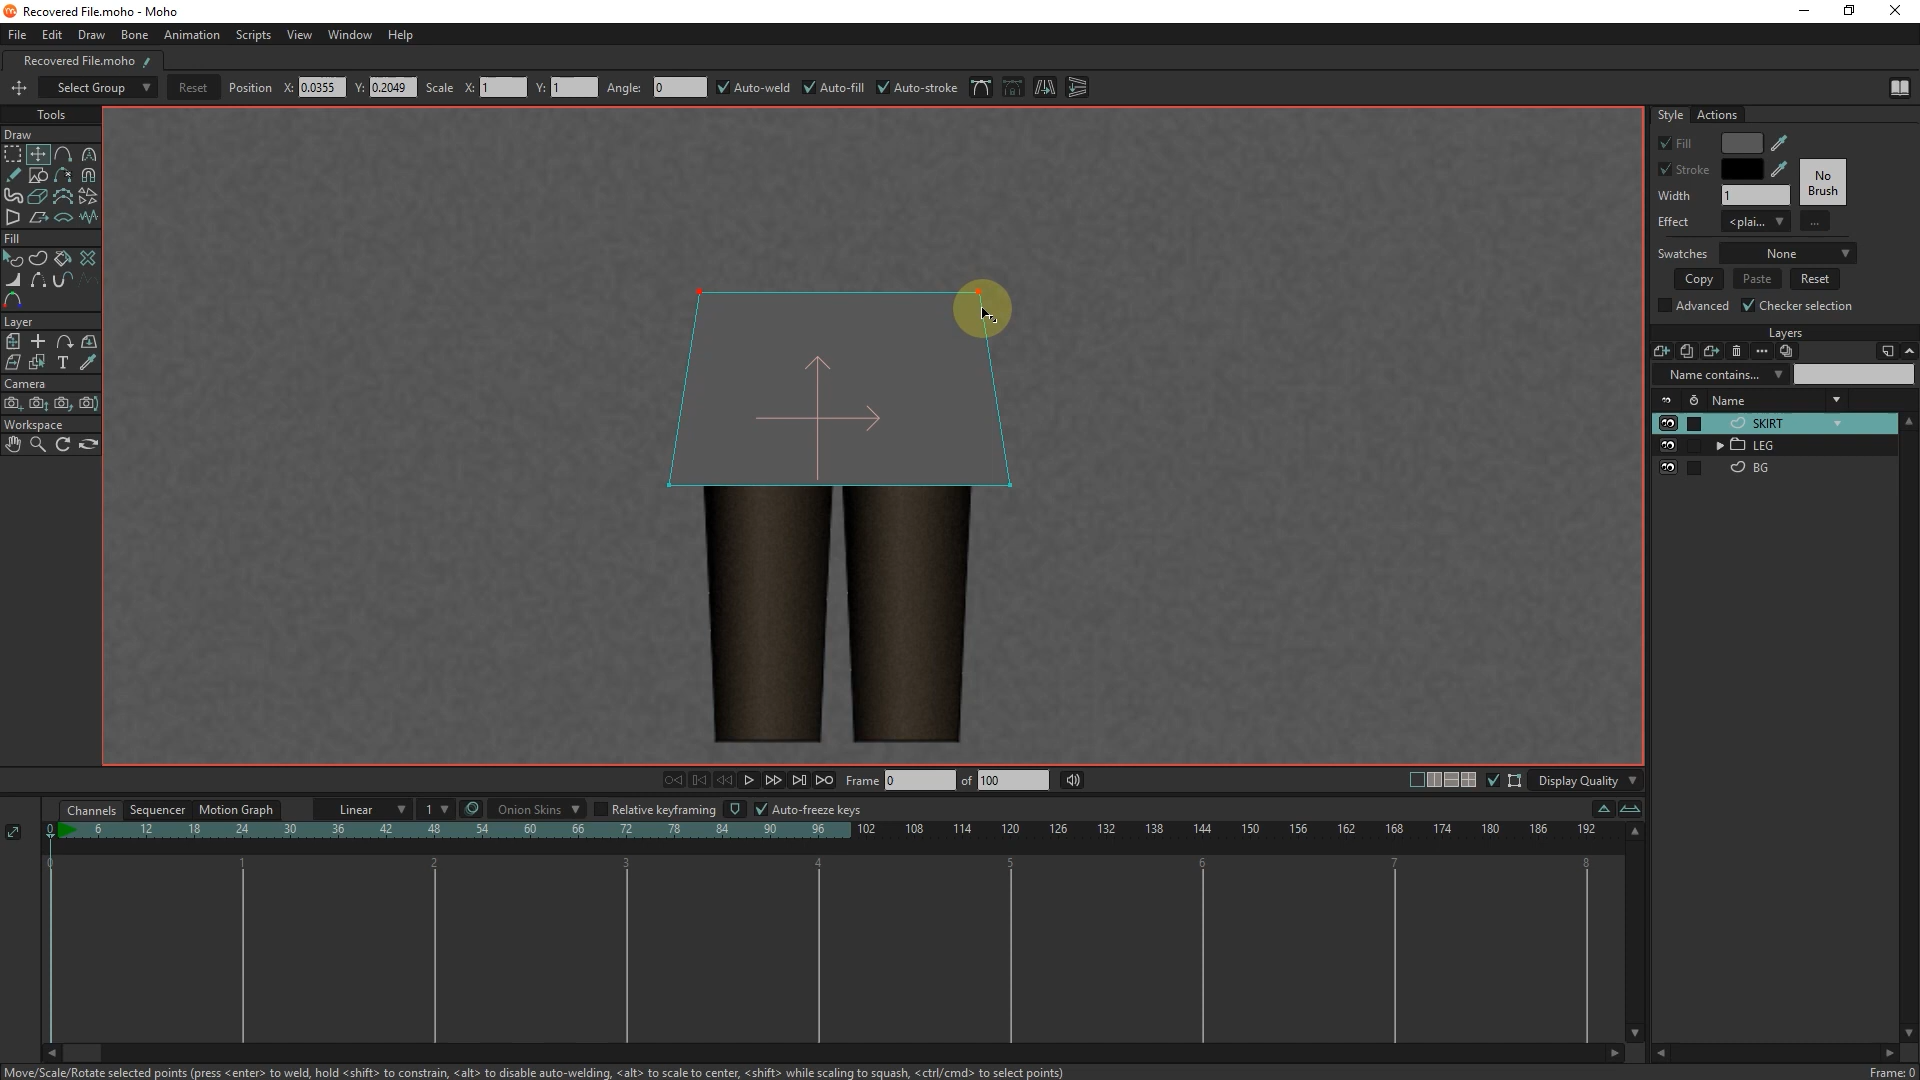 Recovered File.moho - Moho
File Edit Draw Bone Animation Scripts View Window Help
Recovered File.moho
Select Group Reset Position X: 0.0355 Y: 0.2049 Scale X: 1 Y: 1 Angle: 0 Auto-weld Auto-fill Auto-stroke
Tools
Draw
Fill
Layer
T
Camera
Workspace
Style Actions
Fill
Stroke
No
Brush
Width 1
Effect <plai... ...
Swatches None
Copy Paste Reset
Advanced Checker selection
Layers
Name contains...
Name
SKIRT
LEG
BG
Frame 0 of 100 Display Quality
Channels Sequencer Motion Graph Linear 1 Onion Skins Relative keyframing Auto-freeze keys
0 6 12 18 24 30 36 42 48 54 60 66 72 78 84 90 96 102 108 114 120 126 132 138 144 150 156 162 168 174 180 186 192
0 1 2 3 4 5 6 7 8
Move/Scale/Rotate selected points (press <enter> to weld, hold <shift> to constrain, <alt> to disable auto-welding, <alt> to scale to center, <shift> while scaling to squash, <ctrl/cmd> to select points) Frame: 0